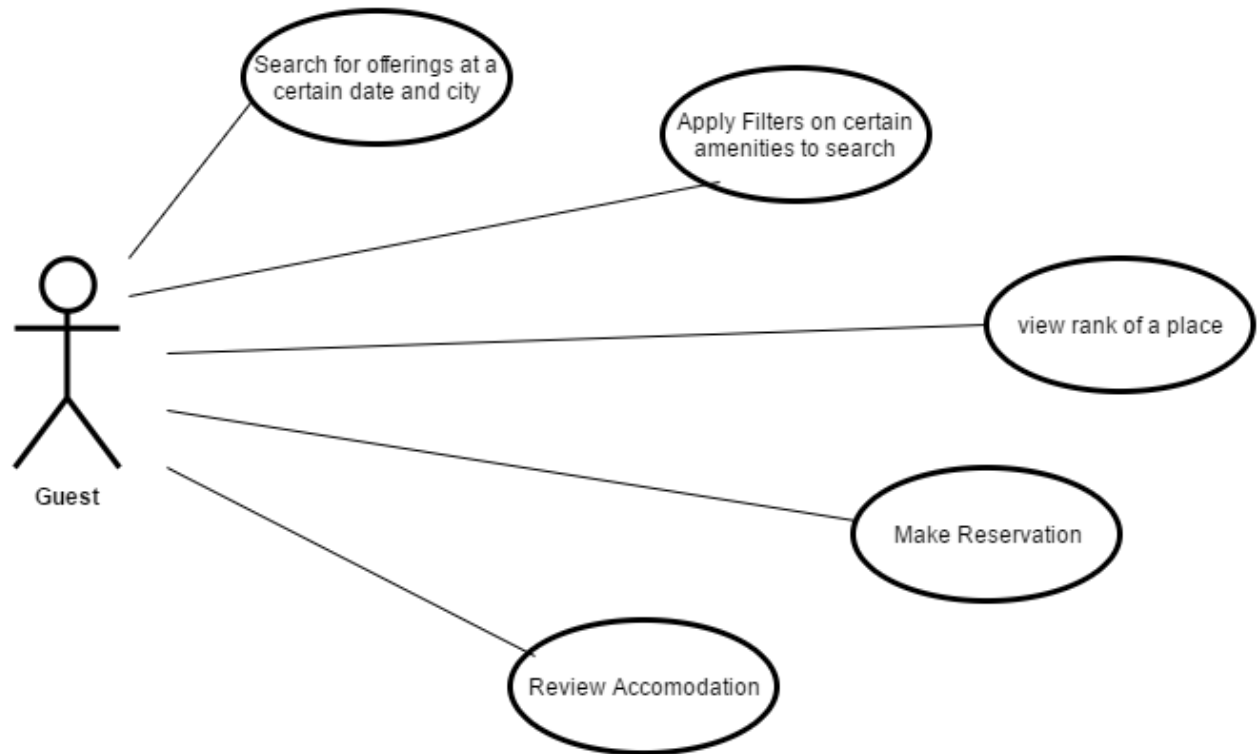 Search for offerings at a
certain date and city
Apply Filters on certain
amenities to search
view rank of a place
Guest
Make Reservation
Review Accomodation